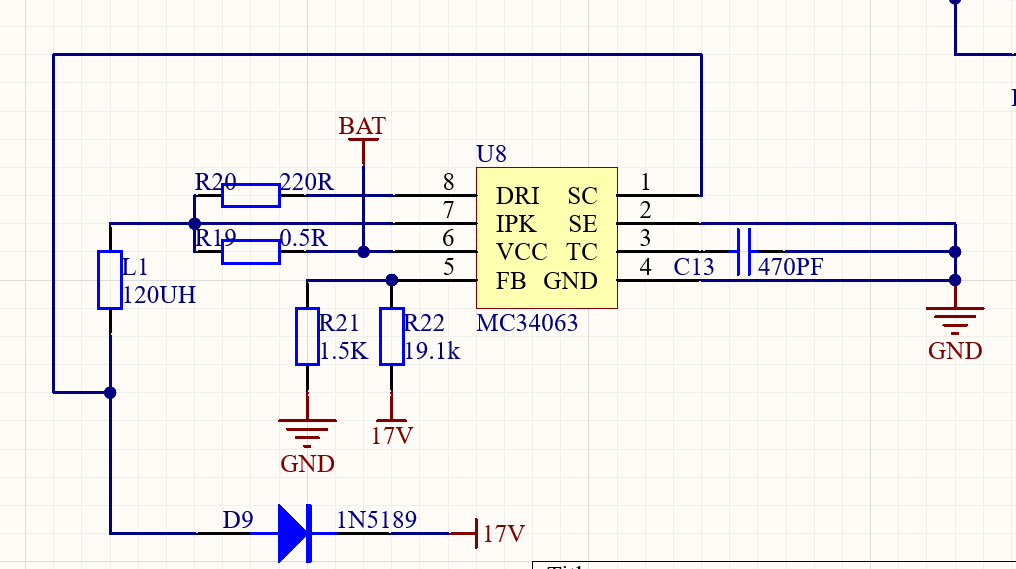 BAT
U8
R20 220R
8 DRI SC 1
7 IPK SE 2
R19 0.5R
6 VCC TC 3
5 FB GND 4
C13 470PF
L1
120UH
R21
1.5K
R22
19.1k
MC34063
GND
17V
GND
D9 1N5189
17V